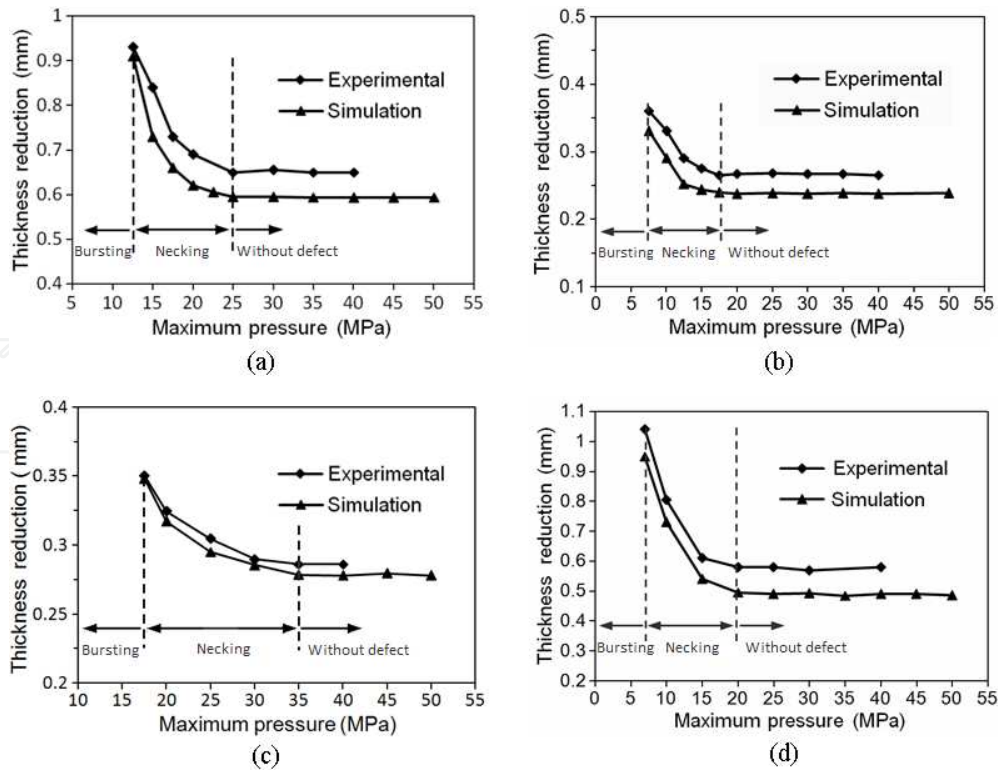 Thickness reduction (mm)
1
0.9
0.8
0.7
0.6
0.5
0.4
Experimental
Simulation
Bursting
Necking
Without defect
5 10 15 20 25 30 35 40 45 50 55
Maximum pressure (MPa)
(a)
Thickness reduction (mm)
0.5
0.4
0.3
0.2
0.1
Experimental
Simulation
Bursting
Necking
Without defect
0 5 10 15 20 25 30 35 40 45 50 55
Maximum pressure (MPa)
(b)
Thickness reduction ( mm)
0.4
0.35
0.3
0.25
0.2
Experimental
Simulation
Bursting
Necking
Without defect
10 15 20 25 30 35 40 45 50 55
Maximum pressure (MPa)
(c)
Thickness reduction (mm)
1.1
1
0.9
0.8
0.7
0.6
0.5
0.4
0.3
0.2
Experimental
Simulation
Bursting
Necking
Without defect
0 5 10 15 20 25 30 35 40 45 50 55
Maximum pressure (MPa)
(d)